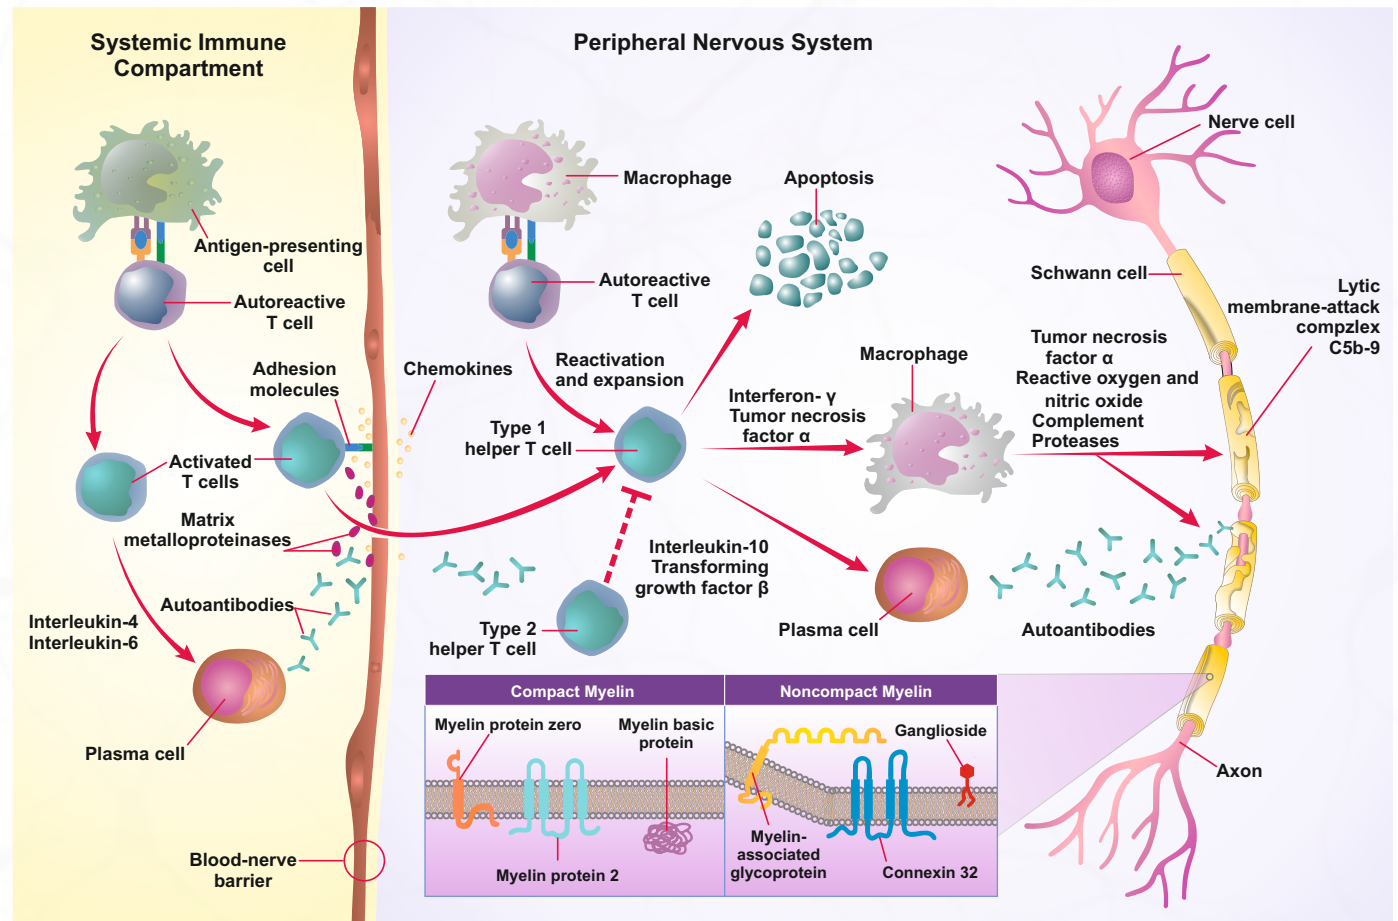 Systemic Immune
Compartment
Peripheral Nervous System
Antigen-presenting
cell
Autoreactive
T cell
Adhesion
molecules
Activated
T cells
Matrix
metalloproteinases
Autoantibodies
Interleukin-4
Interleukin-6
Plasma cell
Blood-nerve
barrier
Chemokines
Macrophage
Autoreactive
T cell
Reactivation
and expansion
Type 1
helper T cell
Apoptosis
Interferon- γ
Tumor necrosis
factor α
Macrophage
Interleukin-10
Transforming
growth factor β
Type 2
helper T cell
Plasma cell
Nerve cell
Schwann cell
Lytic
membrane-attack
compzlex
C5b-9
Tumor necrosis
factor α
Reactive oxygen and
nitric oxide
Complement
Proteases
Autoantibodies
Axon
Compact Myelin
Noncompact Myelin
Myelin protein zero
Myelin basic
protein
Myelin protein 2
Ganglioside
Myelin-
associated
glycoprotein
Connexin 32